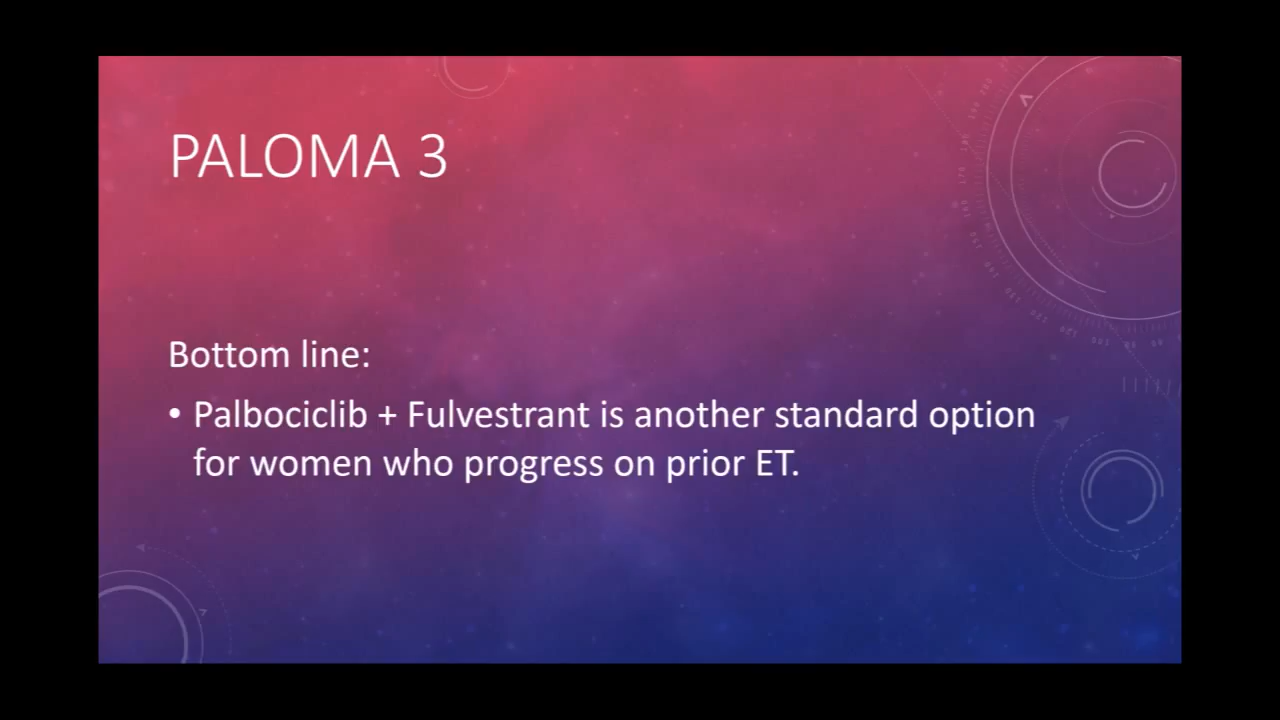 PALOMA 3
Bottom line:
• Palbociclib + Fulvestrant is another standard option
for women who progress on prior ET.